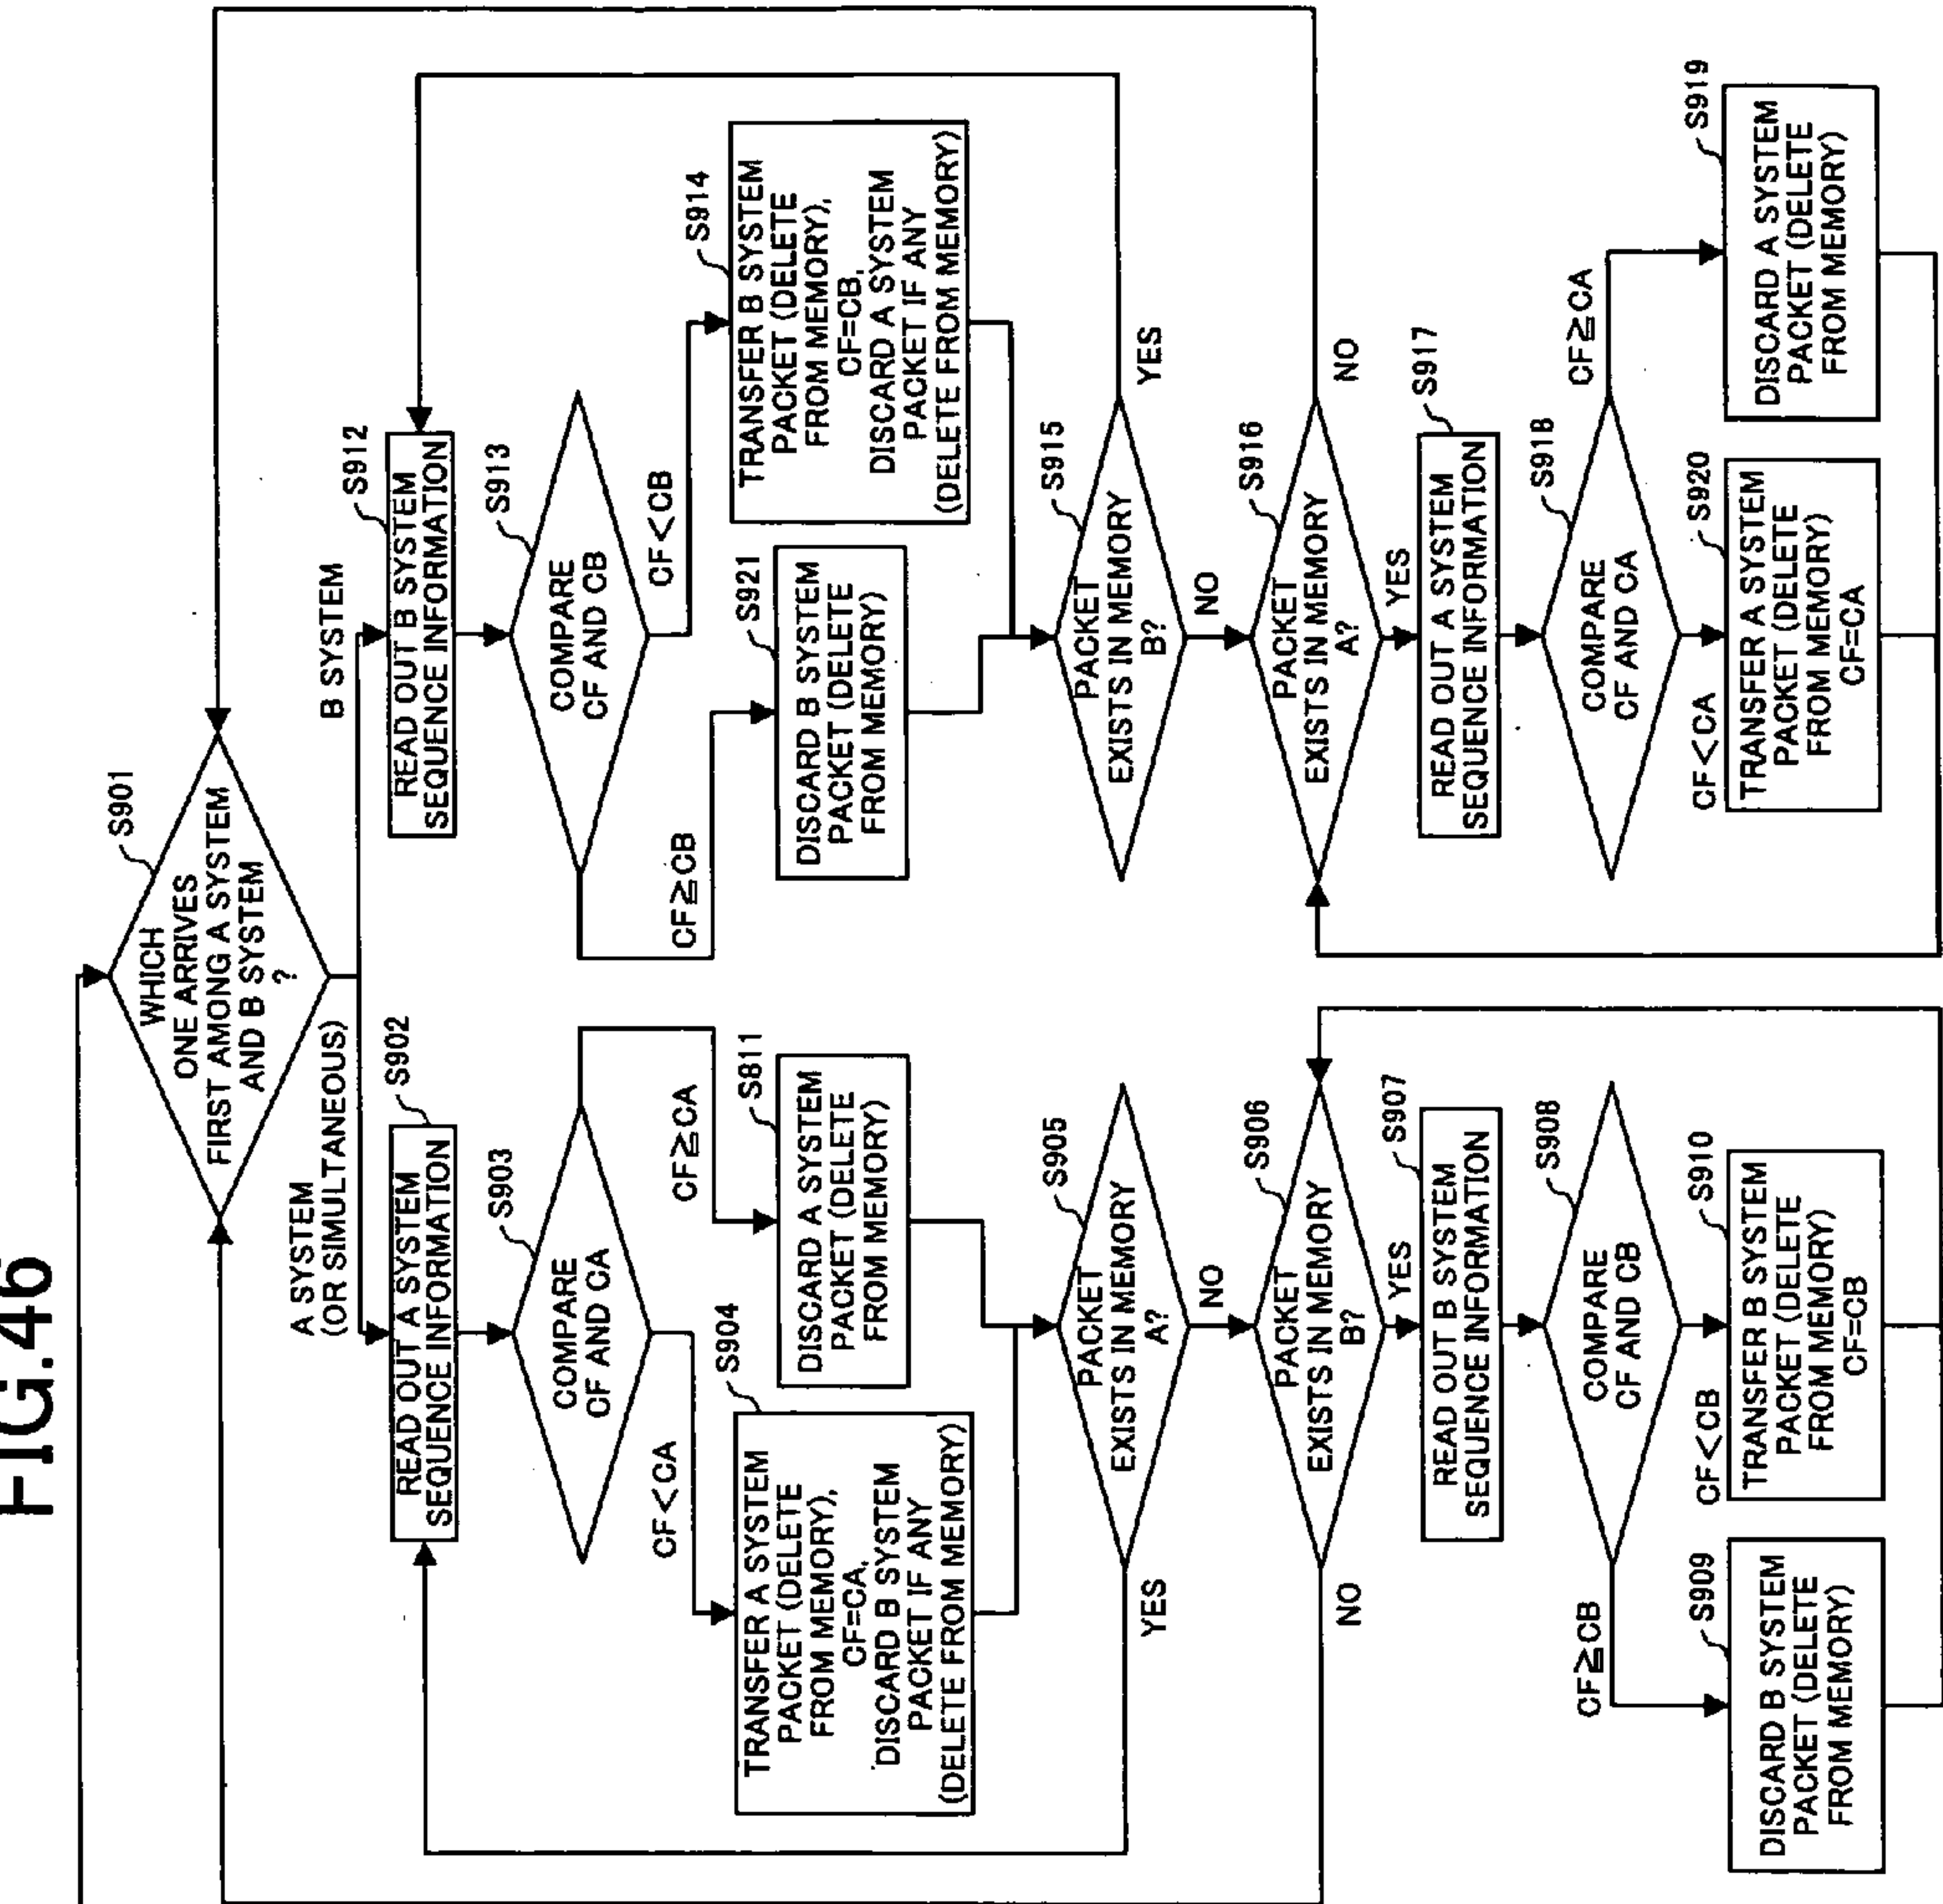 FIG.46
WHICH
ONE ARRIVES
FIRST AMONG A SYSTEM
AND B SYSTEM
?
S901
A SYSTEM
(OR SIMULTANEOUS)
B SYSTEM
READ OUT A SYSTEM
SEQUENCE INFORMATION
S902
COMPARE
CF AND CA
S903
CF<CA
CF≧CA
TRANSFER A SYSTEM
PACKET (DELETE
FROM MEMORY),
CF=CA,
DISCARD B SYSTEM
PACKET IF ANY
(DELETE FROM MEMORY)
S904
DISCARD A SYSTEM
PACKET (DELETE
FROM MEMORY)
S811
PACKET
EXISTS IN MEMORY
A?
S905
YES
NO
PACKET
EXISTS IN MEMORY
B?
S906
NO
YES
READ OUT B SYSTEM
SEQUENCE INFORMATION
S907
COMPARE
CF AND CB
S908
CF≧CB
CF<CB
DISCARD B SYSTEM
PACKET (DELETE
FROM MEMORY)
S909
TRANSFER B SYSTEM
PACKET (DELETE
FROM MEMORY)
CF=CB
S910
READ OUT B SYSTEM
SEQUENCE INFORMATION
S912
COMPARE
CF AND CB
S913
CF≧CB
CF<CB
DISCARD B SYSTEM
PACKET (DELETE
FROM MEMORY)
S921
TRANSFER B SYSTEM
PACKET (DELETE
FROM MEMORY),
CF=CB,
DISCARD A SYSTEM
PACKET IF ANY
(DELETE FROM MEMORY)
S914
PACKET
EXISTS IN MEMORY
B?
S915
YES
NO
PACKET
EXISTS IN MEMORY
A?
S916
NO
YES
READ OUT A SYSTEM
SEQUENCE INFORMATION
S917
COMPARE
CF AND CA
S918
CF<CA
CF≧CA
TRANSFER A SYSTEM
PACKET (DELETE
FROM MEMORY)
CF=CA
S920
DISCARD A SYSTEM
PACKET (DELETE
FROM MEMORY)
S919